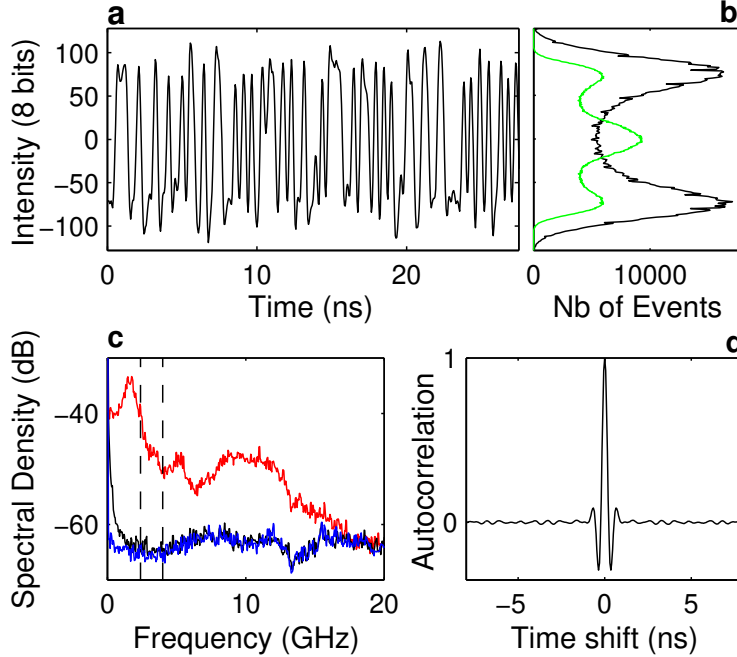 a
b
Intensity (8 bits)
100
50
0
−50
−100
0
10
20
Time (ns)
0
10000
Nb of Events
c
d
Spectral Density (dB)
−40
−60
0
10
20
Frequency (GHz)
Autocorrelation
1
0
−5
0
5
Time shift (ns)